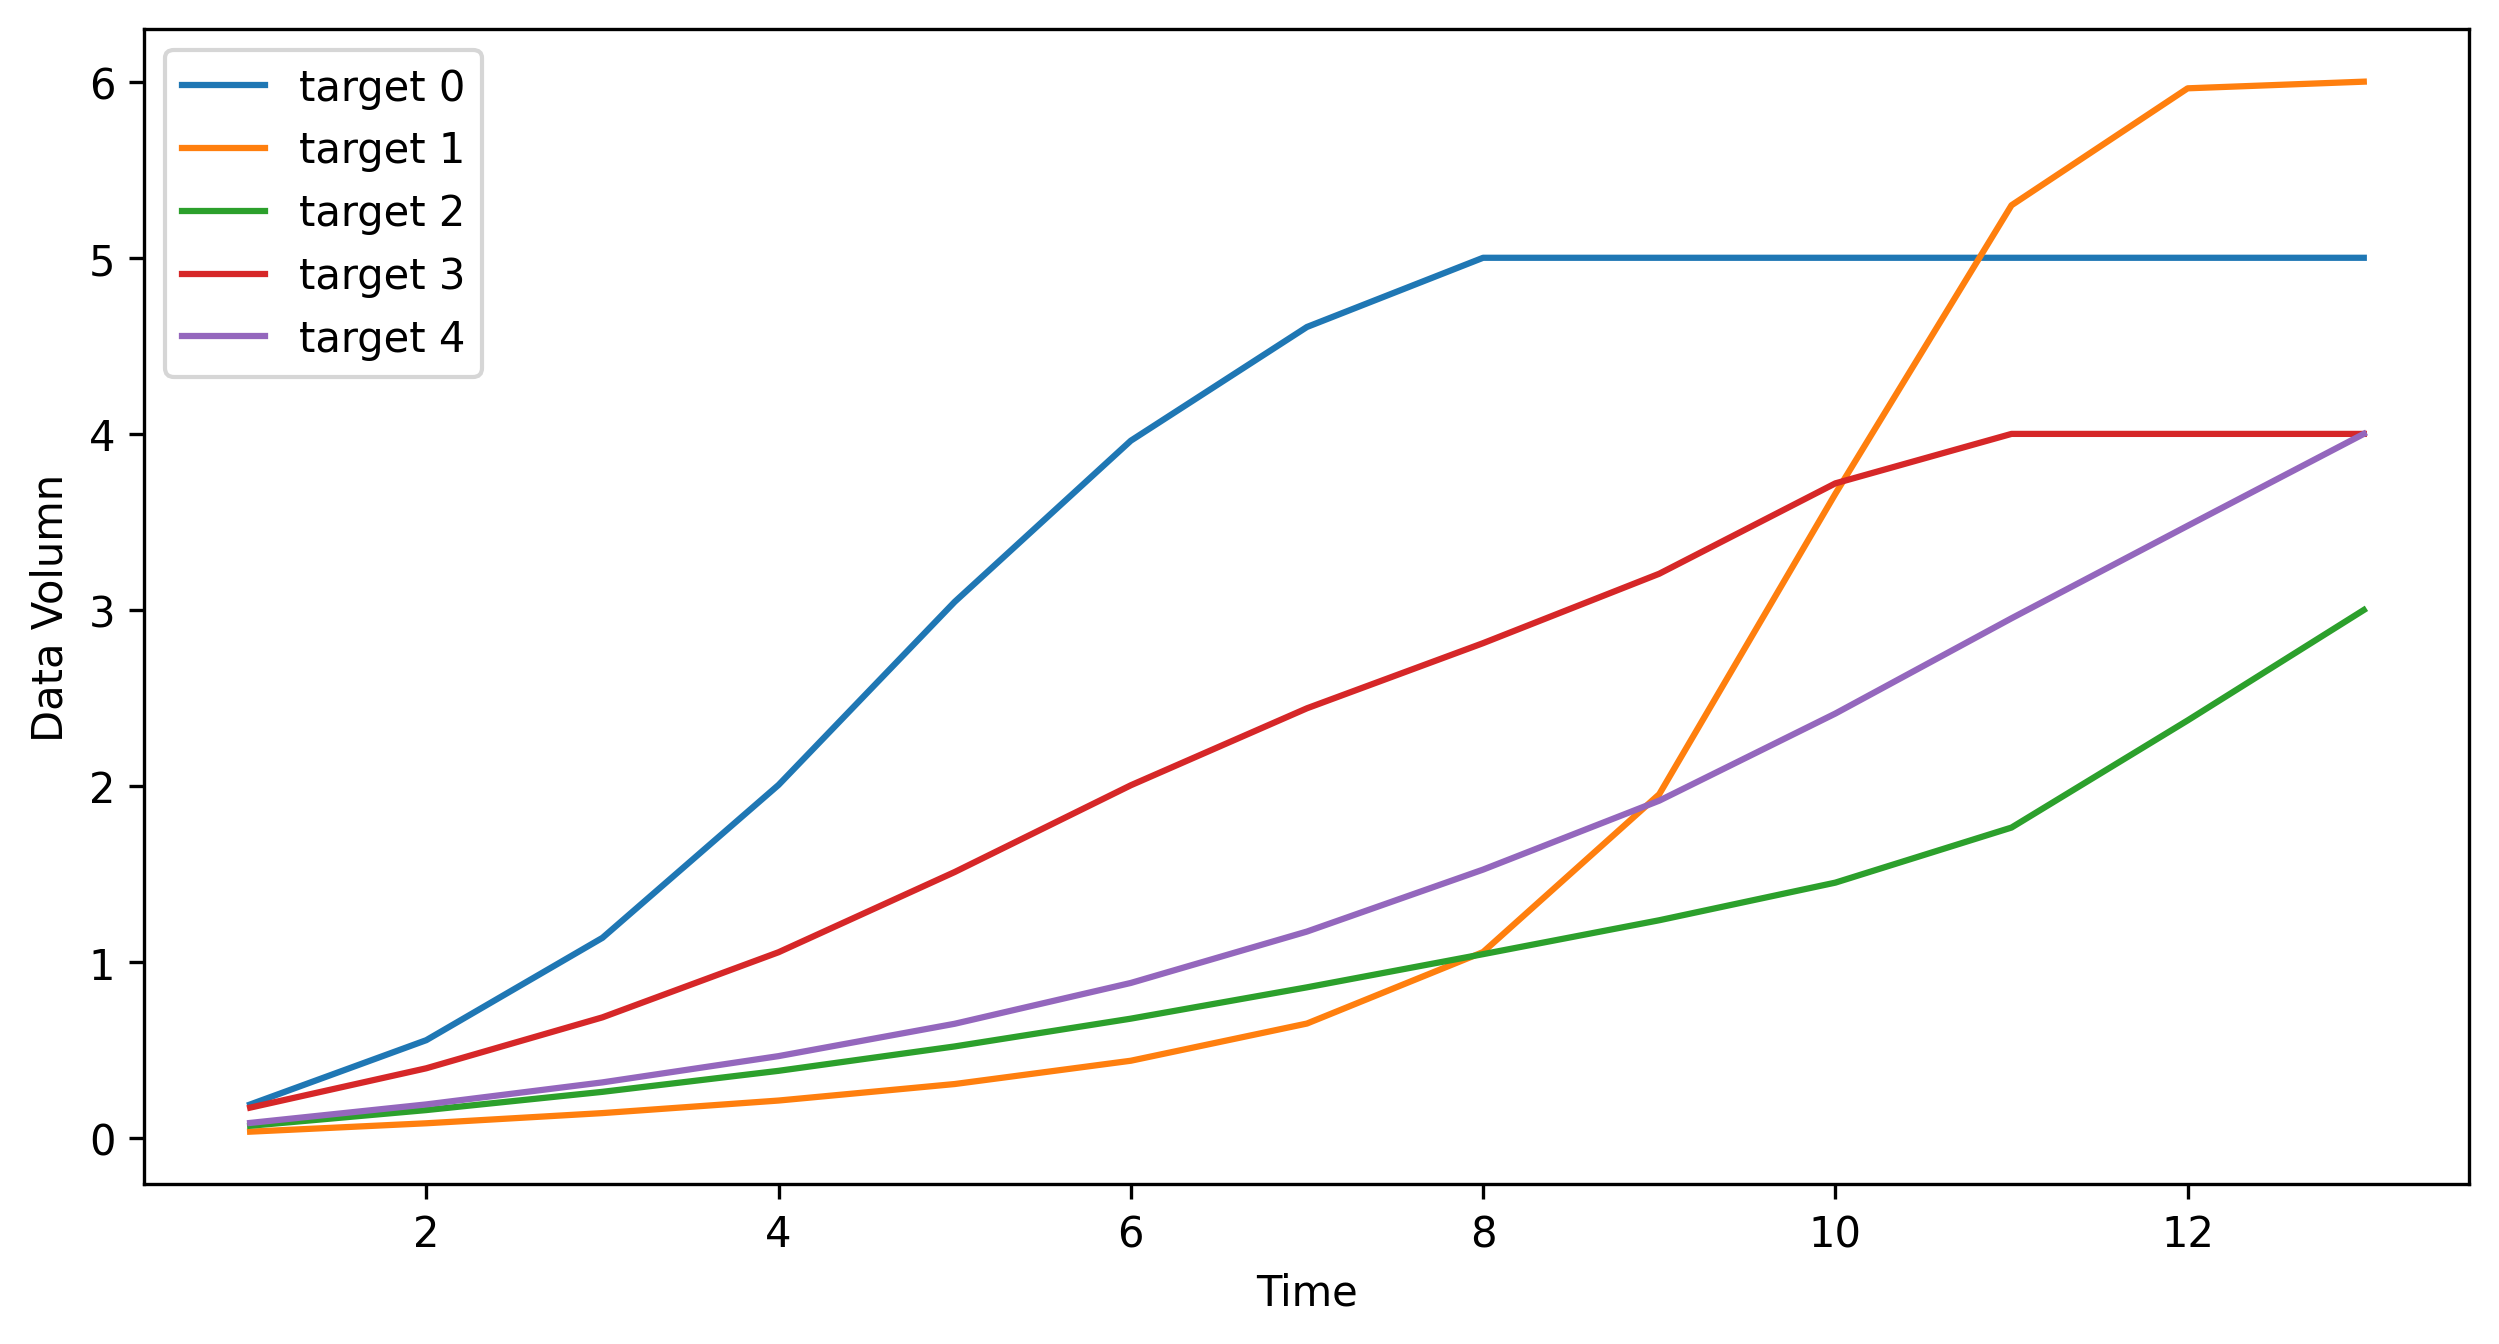 target 0
target 1
target 2
target 3
target 4
6
5
4
3
2
1
0
Data Volumn
2 4 6 8 10 12
Time